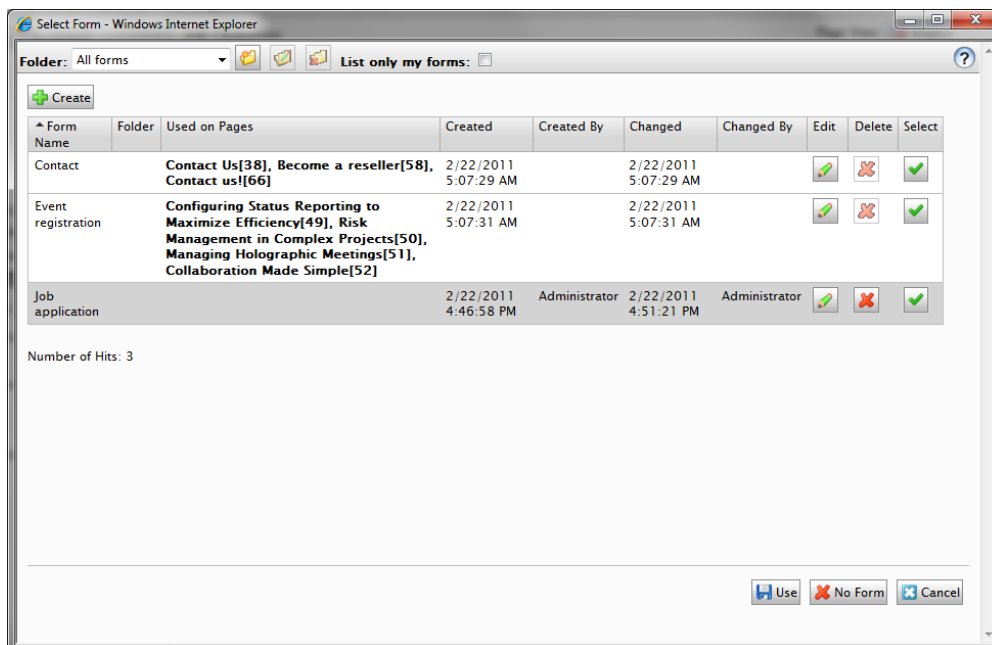 Select Form - Windows Internet Explorer
Folder: All forms List only my forms:
Create
Form Name Folder Used on Pages Created Created By Changed Changed By Edit Delete Select
Contact Contact Us[38], Become a reseller[58], 2/22/2011 2/22/2011
Contact us![66] 5:07:29 AM 5:07:29 AM
Event Configuring Status Reporting to 2/22/2011 2/22/2011
registration Maximize Efficiency[49], Risk 5:07:31 AM 5:07:31 AM
Management in Complex Projects[50],
Managing Holographic Meetings[51],
Collaboration Made Simple[52]
Job 2/22/2011 Administrator 2/22/2011 Administrator
application 4:46:58 PM 4:51:21 PM
Number of Hits: 3
Use No Form Cancel